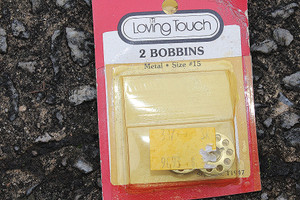 The
Loving Touch
2 BOBBINS
Metal • Size #15